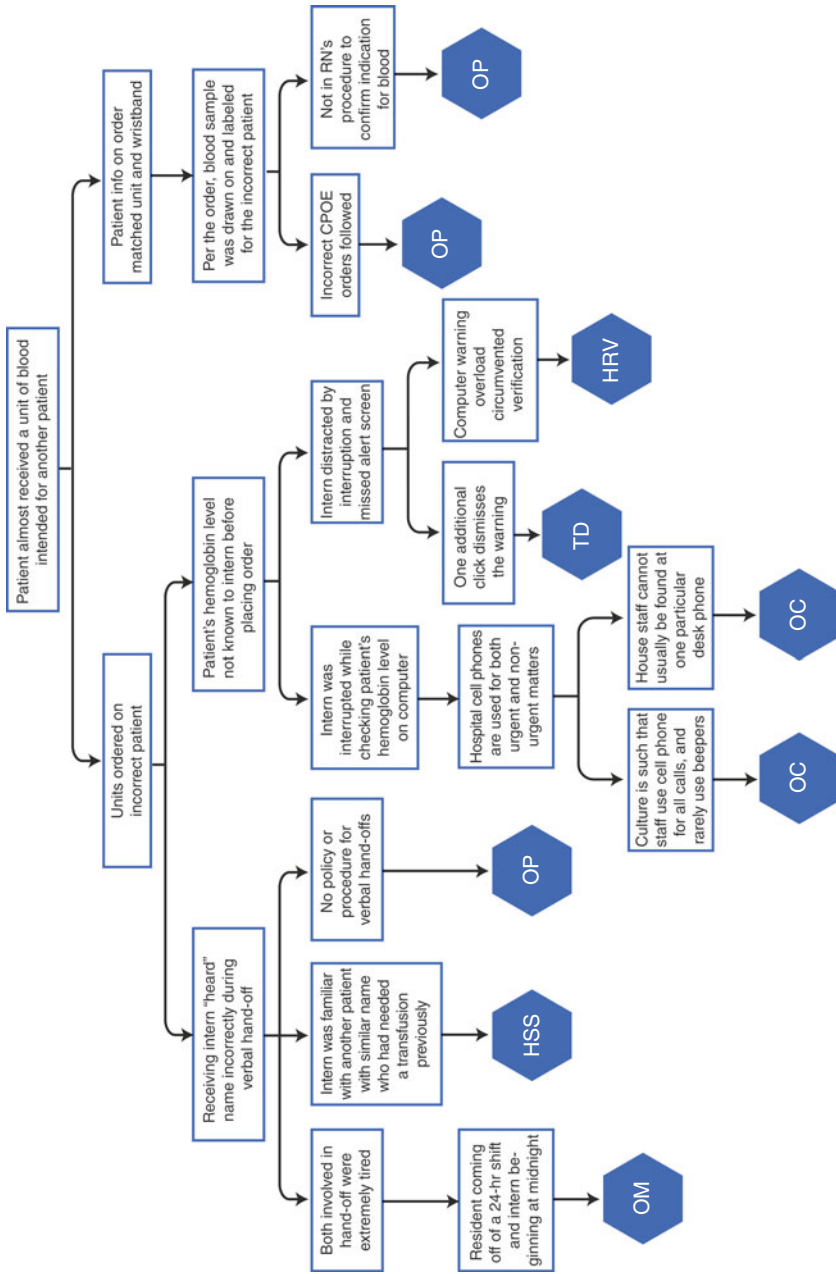 Patient almost received a unit of blood
intended for another patient
Units ordered on
incorrect patient
Patient info on order
matched unit and wristband
Receiving intern “heard”
name incorrectly during
verbal hand-off
Patient’s hemoglobin level
not known to intern before
placing order
Per the order, blood sample
was drawn on and labeled
for the incorrect patient
Both involved in
hand-off were
extremely tired
Intern was familiar
with another patient
with similar name
who had needed
a transfusion
previously
No policy or
procedure for
verbal hand-offs
Intern was
interrupted while
checking patient’s
hemoglobin level
on computer
Intern distracted by
interruption and
missed alert screen
Incorrect CPOE
orders followed
Not in RN’s
procedure to
confirm indication
for blood
Resident coming
off of a 24-hr shift
and intern be-
ginning at midnight
HSS
OP
Hospital cell phones
are used for both
urgent and non-
urgent matters
One additional
click dismisses
the warning
Computer warning
overload
circumvented
verification
OP
OP
OM
Culture is such that
staff use cell phone
for all calls, and
rarely use beepers
House staff cannot
usually be found at
one particular
desk phone
TD
HRV
OC
OC